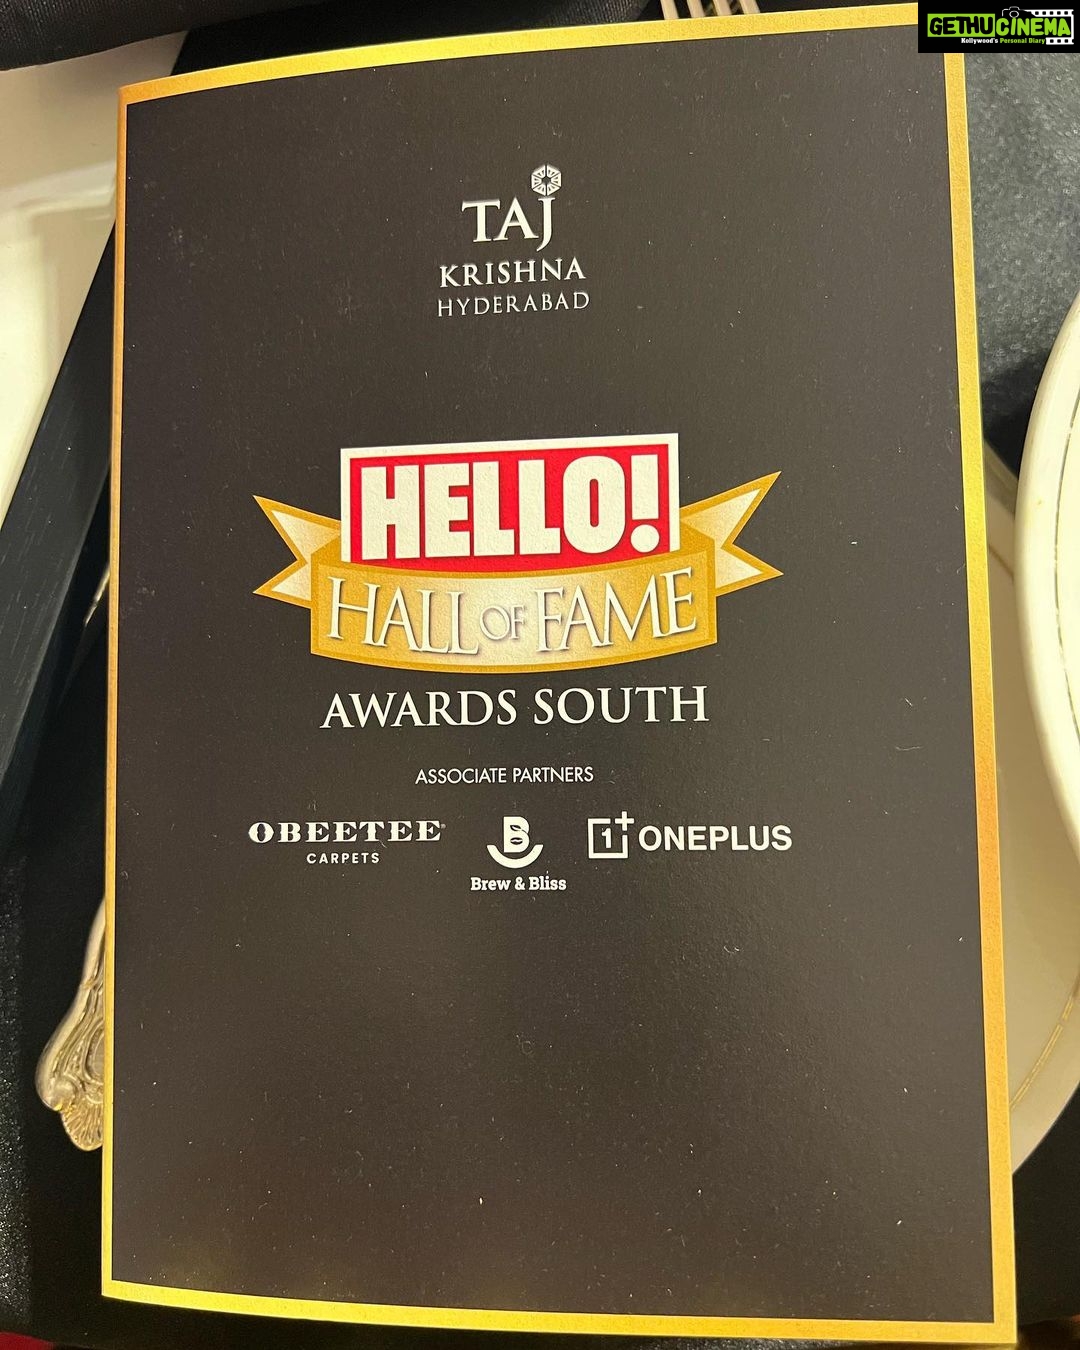 GETHUCINEMA
Kollywood's Personal Diary
TAJ
KRISHNA
HYDERABAD
HELLO!
HALL OF FAME
AWARDS SOUTH
ASSOCIATE PARTNERS
OBEETEE
CARPETS
B
Brew & Bliss
1+ ONEPLUS